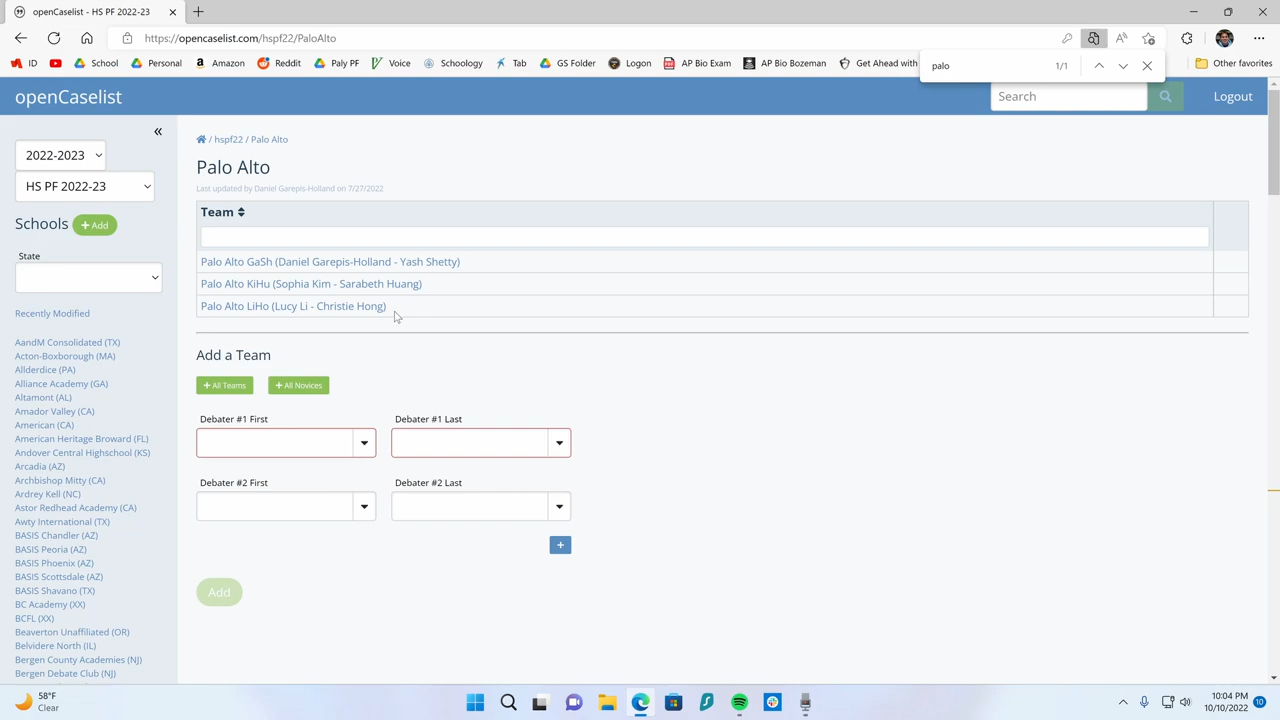 openCaselist - HS PF 2022-23
https://opencaselist.com/hspf22/PaloAlto
ID
School
Personal
Amazon
Reddit
Paly PF
Voice
Schoology
Tab
GS Folder
Logon
AP Bio Exam
AP Bio Bozeman
Get Ahead with
Other favorites
palo
1/1
openCaselist
Search
Logout
«
2022-2023
HS PF 2022-23
Schools
+ Add
State
Recently Modified
AandM Consolidated (TX)
Acton-Boxborough (MA)
Allderdice (PA)
Alliance Academy (GA)
Altamont (AL)
Amador Valley (CA)
American (CA)
American Heritage Broward (FL)
Andover Central Highschool (KS)
Arcadia (AZ)
Archbishop Mitty (CA)
Ardrey Kell (NC)
Astor Redhead Academy (CA)
Awty International (TX)
BASIS Chandler (AZ)
BASIS Peoria (AZ)
BASIS Phoenix (AZ)
BASIS Scottsdale (AZ)
BASIS Shavano (TX)
BC Academy (XX)
BCFL (XX)
Beaverton Unaffiliated (OR)
Belvidere North (IL)
Bergen County Academies (NJ)
Bergen Debate Club (NJ)
/ hspf22 / Palo Alto
Palo Alto
Last updated by Daniel Garepis-Holland on 7/27/2022
Team
Palo Alto GaSh (Daniel Garepis-Holland - Yash Shetty)
Palo Alto KiHu (Sophia Kim - Sarabeth Huang)
Palo Alto LiHo (Lucy Li - Christie Hong)
Add a Team
+ All Teams
+ All Novices
Debater #1 First
Debater #1 Last
Debater #2 First
Debater #2 Last
+
Add
58°F
Clear
10:04 PM
10/10/2022
10